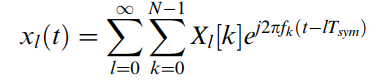 x_l(t) = \sum_{l=0}^{\infty} \sum_{k=0}^{N-1} X_l[k] e^{j2\pi f_k(t-lT_{sym})}